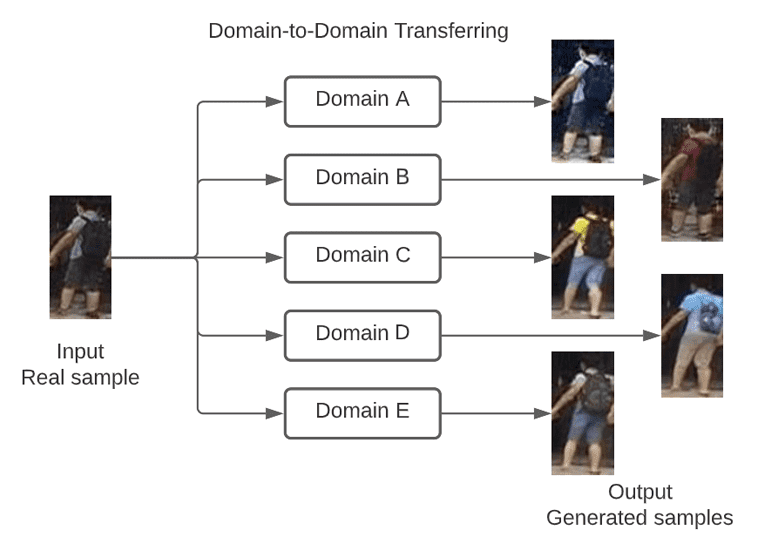 Domain-to-Domain Transferring
Domain A
Domain B
Domain C
Domain D
Domain E
Input
Real sample
Output
Generated samples